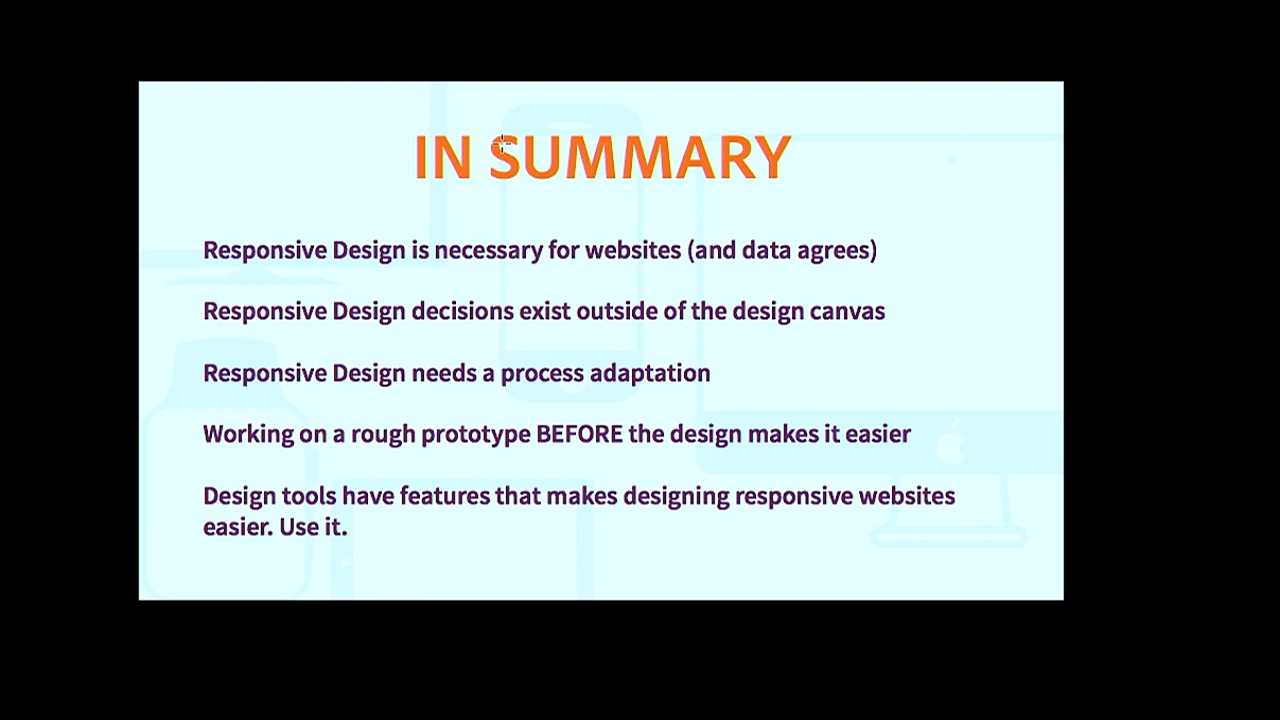 IN SUMMARY
Responsive Design is necessary for websites (and data agrees)
Responsive Design decisions exist outside of the design canvas
Responsive Design needs a process adaptation
Working on a rough prototype BEFORE the design makes it easier
Design tools have features that makes designing responsive websites
easier. Use it.